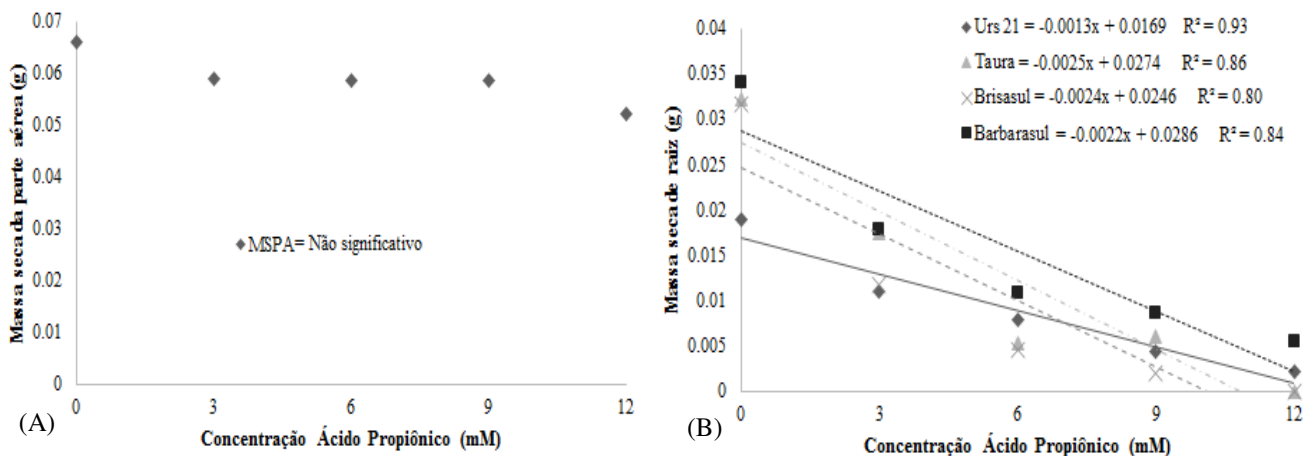 Massa seca da parte aérea (g)
0.07
0.06
0.05
0.04
0.03
0.02
0.01
0
MSPA= Não significativo
0 3 6 9 12
Concentração Ácido Propiônico (mM)
(A)
Massa seca de raiz (g)
0.04
0.035
0.03
0.025
0.02
0.015
0.01
0.005
0
Urs 21 = -0.0013x + 0.0169 R² = 0.93
Taura = -0.0025x + 0.0274 R² = 0.86
Brisasul = -0.0024x + 0.0246 R² = 0.80
Barbarasul = -0.0022x + 0.0286 R² = 0.84
0 3 6 9 12
Concentração Ácido Propiônico (mM)
(B)